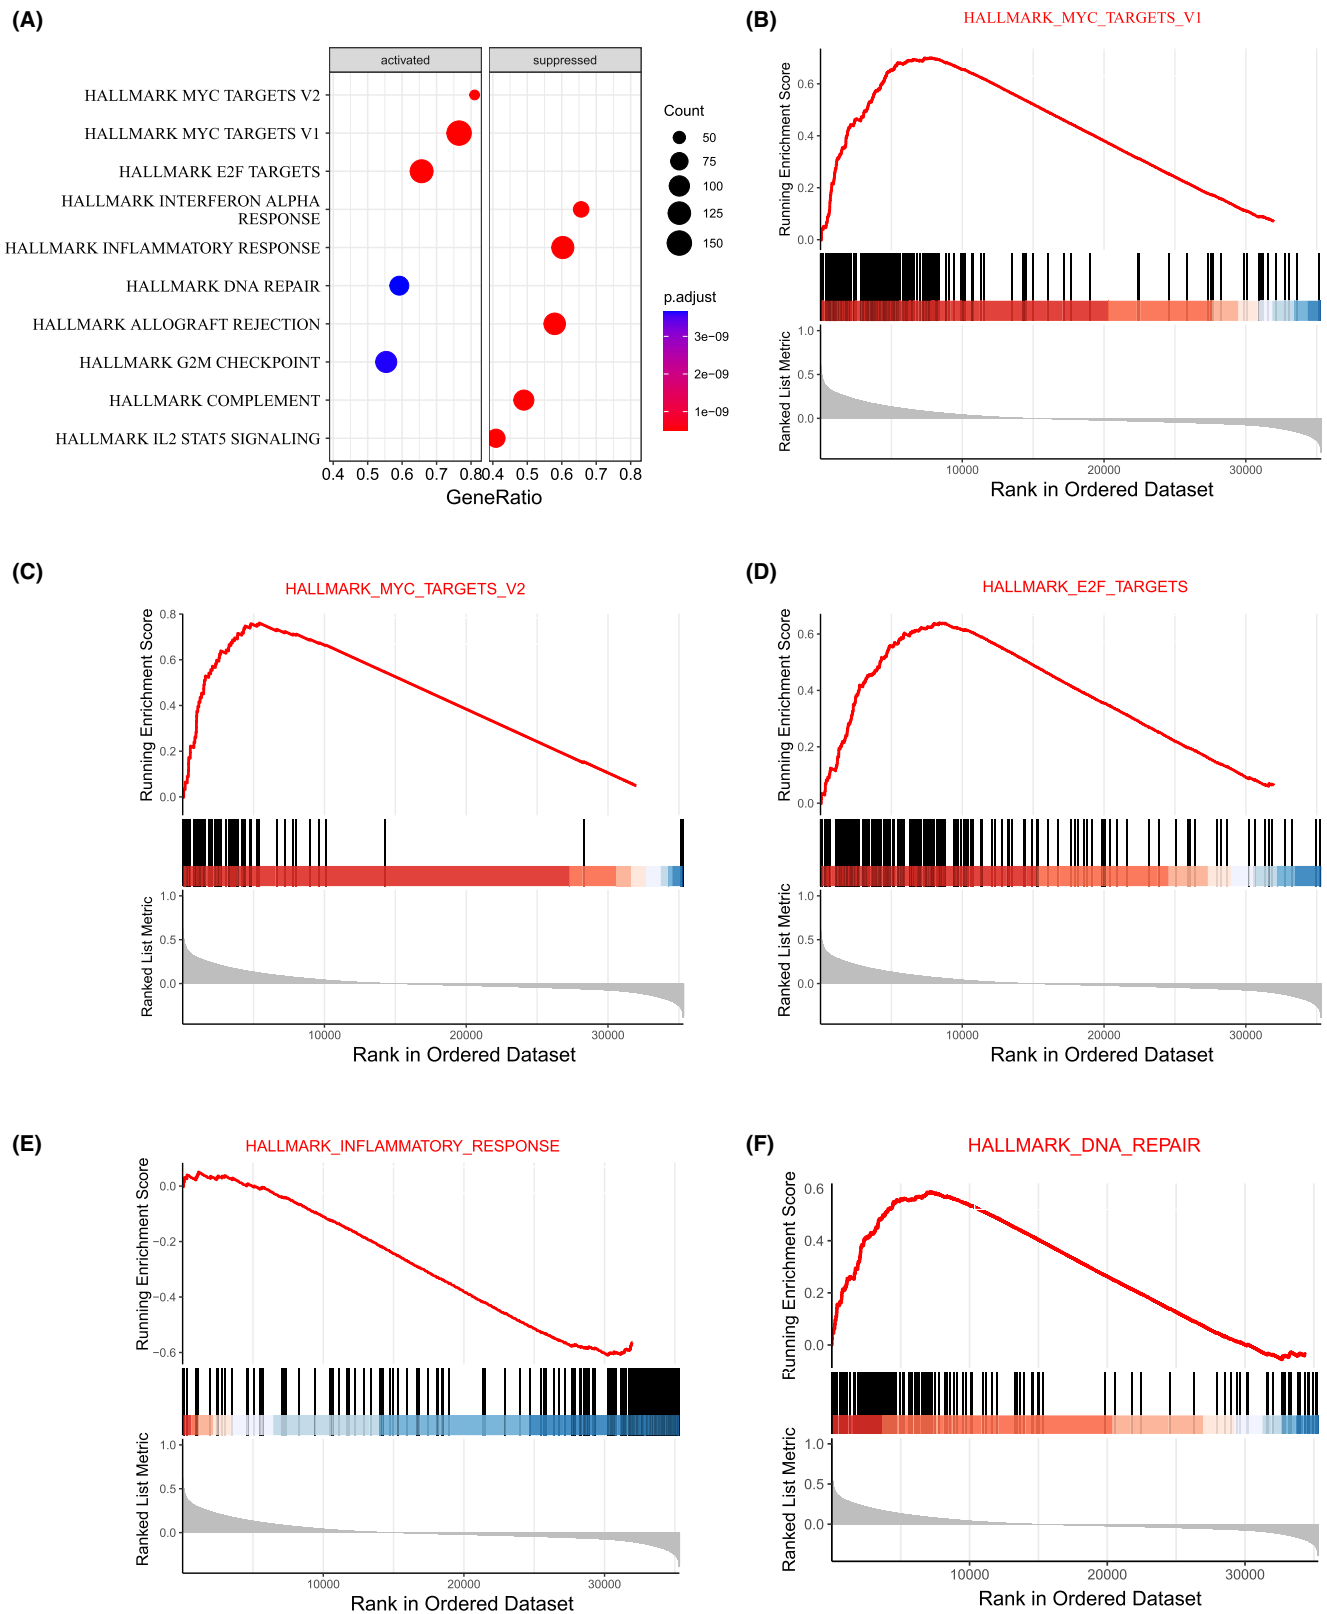 (A)
activated
suppressed
HALLMARK MYC TARGETS V2
HALLMARK MYC TARGETS V1
HALLMARK E2F TARGETS
HALLMARK INTERFERON ALPHA
RESPONSE
HALLMARK INFLAMMATORY RESPONSE
HALLMARK DNA REPAIR
HALLMARK ALLOGRAFT REJECTION
HALLMARK G2M CHECKPOINT
HALLMARK COMPLEMENT
HALLMARK IL2 STAT5 SIGNALING
0.4 0.5 0.6 0.7 0.8 0.4 0.5 0.6 0.7 0.8
GeneRatio
Count
50
75
100
125
150
p.adjust
3e−09
2e−09
1e−09
(B)
HALLMARK_MYC_TARGETS_V1
Running Enrichment Score
0.6
0.4
0.2
0.0
Ranked List Metric
1.0
0.5
0.0
10000 20000 30000
Rank in Ordered Dataset
(C)
HALLMARK_MYC_TARGETS_V2
Running Enrichment Score
0.8
0.6
0.4
0.2
0.0
Ranked List Metric
1.0
0.5
0.0
10000 20000 30000
Rank in Ordered Dataset
(D)
HALLMARK_E2F_TARGETS
Running Enrichment Score
0.6
0.4
0.2
0.0
Ranked List Metric
1.0
0.5
0.0
10000 20000 30000
Rank in Ordered Dataset
(E)
HALLMARK_INFLAMMATORY_RESPONSE
Running Enrichment Score
0.0
−0.2
−0.4
−0.6
Ranked List Metric
1.0
0.5
0.0
10000 20000 30000
Rank in Ordered Dataset
(F)
HALLMARK_DNA_REPAIR
Running Enrichment Score
0.6
0.4
0.2
0.0
Ranked List Metric
1.0
0.5
0.0
10000 20000 30000
Rank in Ordered Dataset